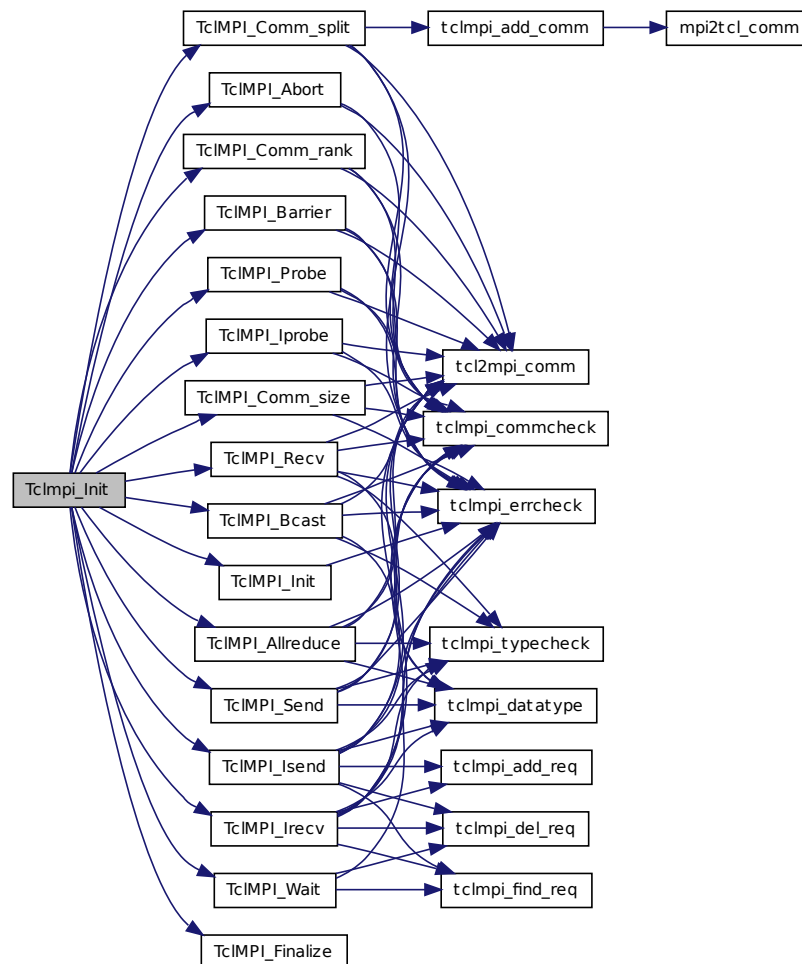 TclMPI_Comm_split
tclmpi_add_comm
mpi2tcl_comm
TclMPI_Abort
TclMPI_Comm_rank
TclMPI_Barrier
TclMPI_Probe
TclMPI_Iprobe
tcl2mpi_comm
TclMPI_Comm_size
tclmpi_commcheck
TclMPI_Recv
Tclmpi_Init
tclmpi_errcheck
TclMPI_Bcast
TclMPI_Init
TclMPI_Allreduce
tclmpi_typecheck
TclMPI_Send
tclmpi_datatype
TclMPI_Isend
tclmpi_add_req
TclMPI_Irecv
tclmpi_del_req
TclMPI_Wait
tclmpi_find_req
TclMPI_Finalize